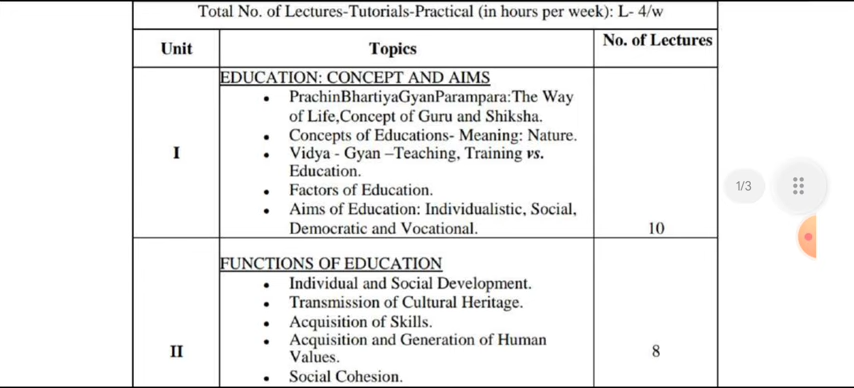 Total No. of Lectures-Tutorials-Practical (in hours per week): L- 4/w
Unit
Topics
No. of Lectures
I
EDUCATION: CONCEPT AND AIMS
• PrachinBhartiyaGyanParampara:The Way
of Life,Concept of Guru and Shiksha.
• Concepts of Educations- Meaning: Nature.
• Vidya - Gyan –Teaching, Training vs.
Education.
• Factors of Education.
• Aims of Education: Individualistic, Social,
Democratic and Vocational.
10
II
FUNCTIONS OF EDUCATION
• Individual and Social Development.
• Transmission of Cultural Heritage.
• Acquisition of Skills.
• Acquisition and Generation of Human
Values.
• Social Cohesion.
8
1/3